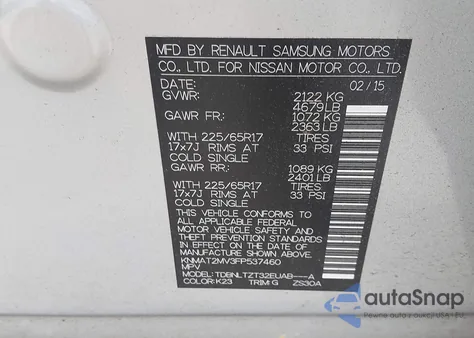 MFD BY RENAULT SAMSUNG MOTORS
CO., LTD. FOR NISSAN MOTOR CO., LTD.
DATE: 02/15
GVWR: 2122 KG
4679LB
GAWR FR: 1072 KG
2363LB
WITH 225/65R17 TIRES
17x7J RIMS AT 33 PSI
COLD SINGLE
GAWR RR: 1089 KG
2401LB
WITH 225/65R17 TIRES
17x7J RIMS AT 33 PSI
COLD SINGLE
THIS VEHICLE CONFORMS TO ALL
APPLICABLE FEDERAL
MOTOR VEHICLE SAFETY AND
THEFT PREVENTION STANDARDS
IN EFFECT ON THE DATE OF
MANUFACTURE SHOWN ABOVE.
KNMAT2MV3FP537460
MPV
MODEL: TDBNLTZT32EUAB---A
COLOR: K23 TRIM: G ZS30A
autoSnap
AutoSnap.Cloud